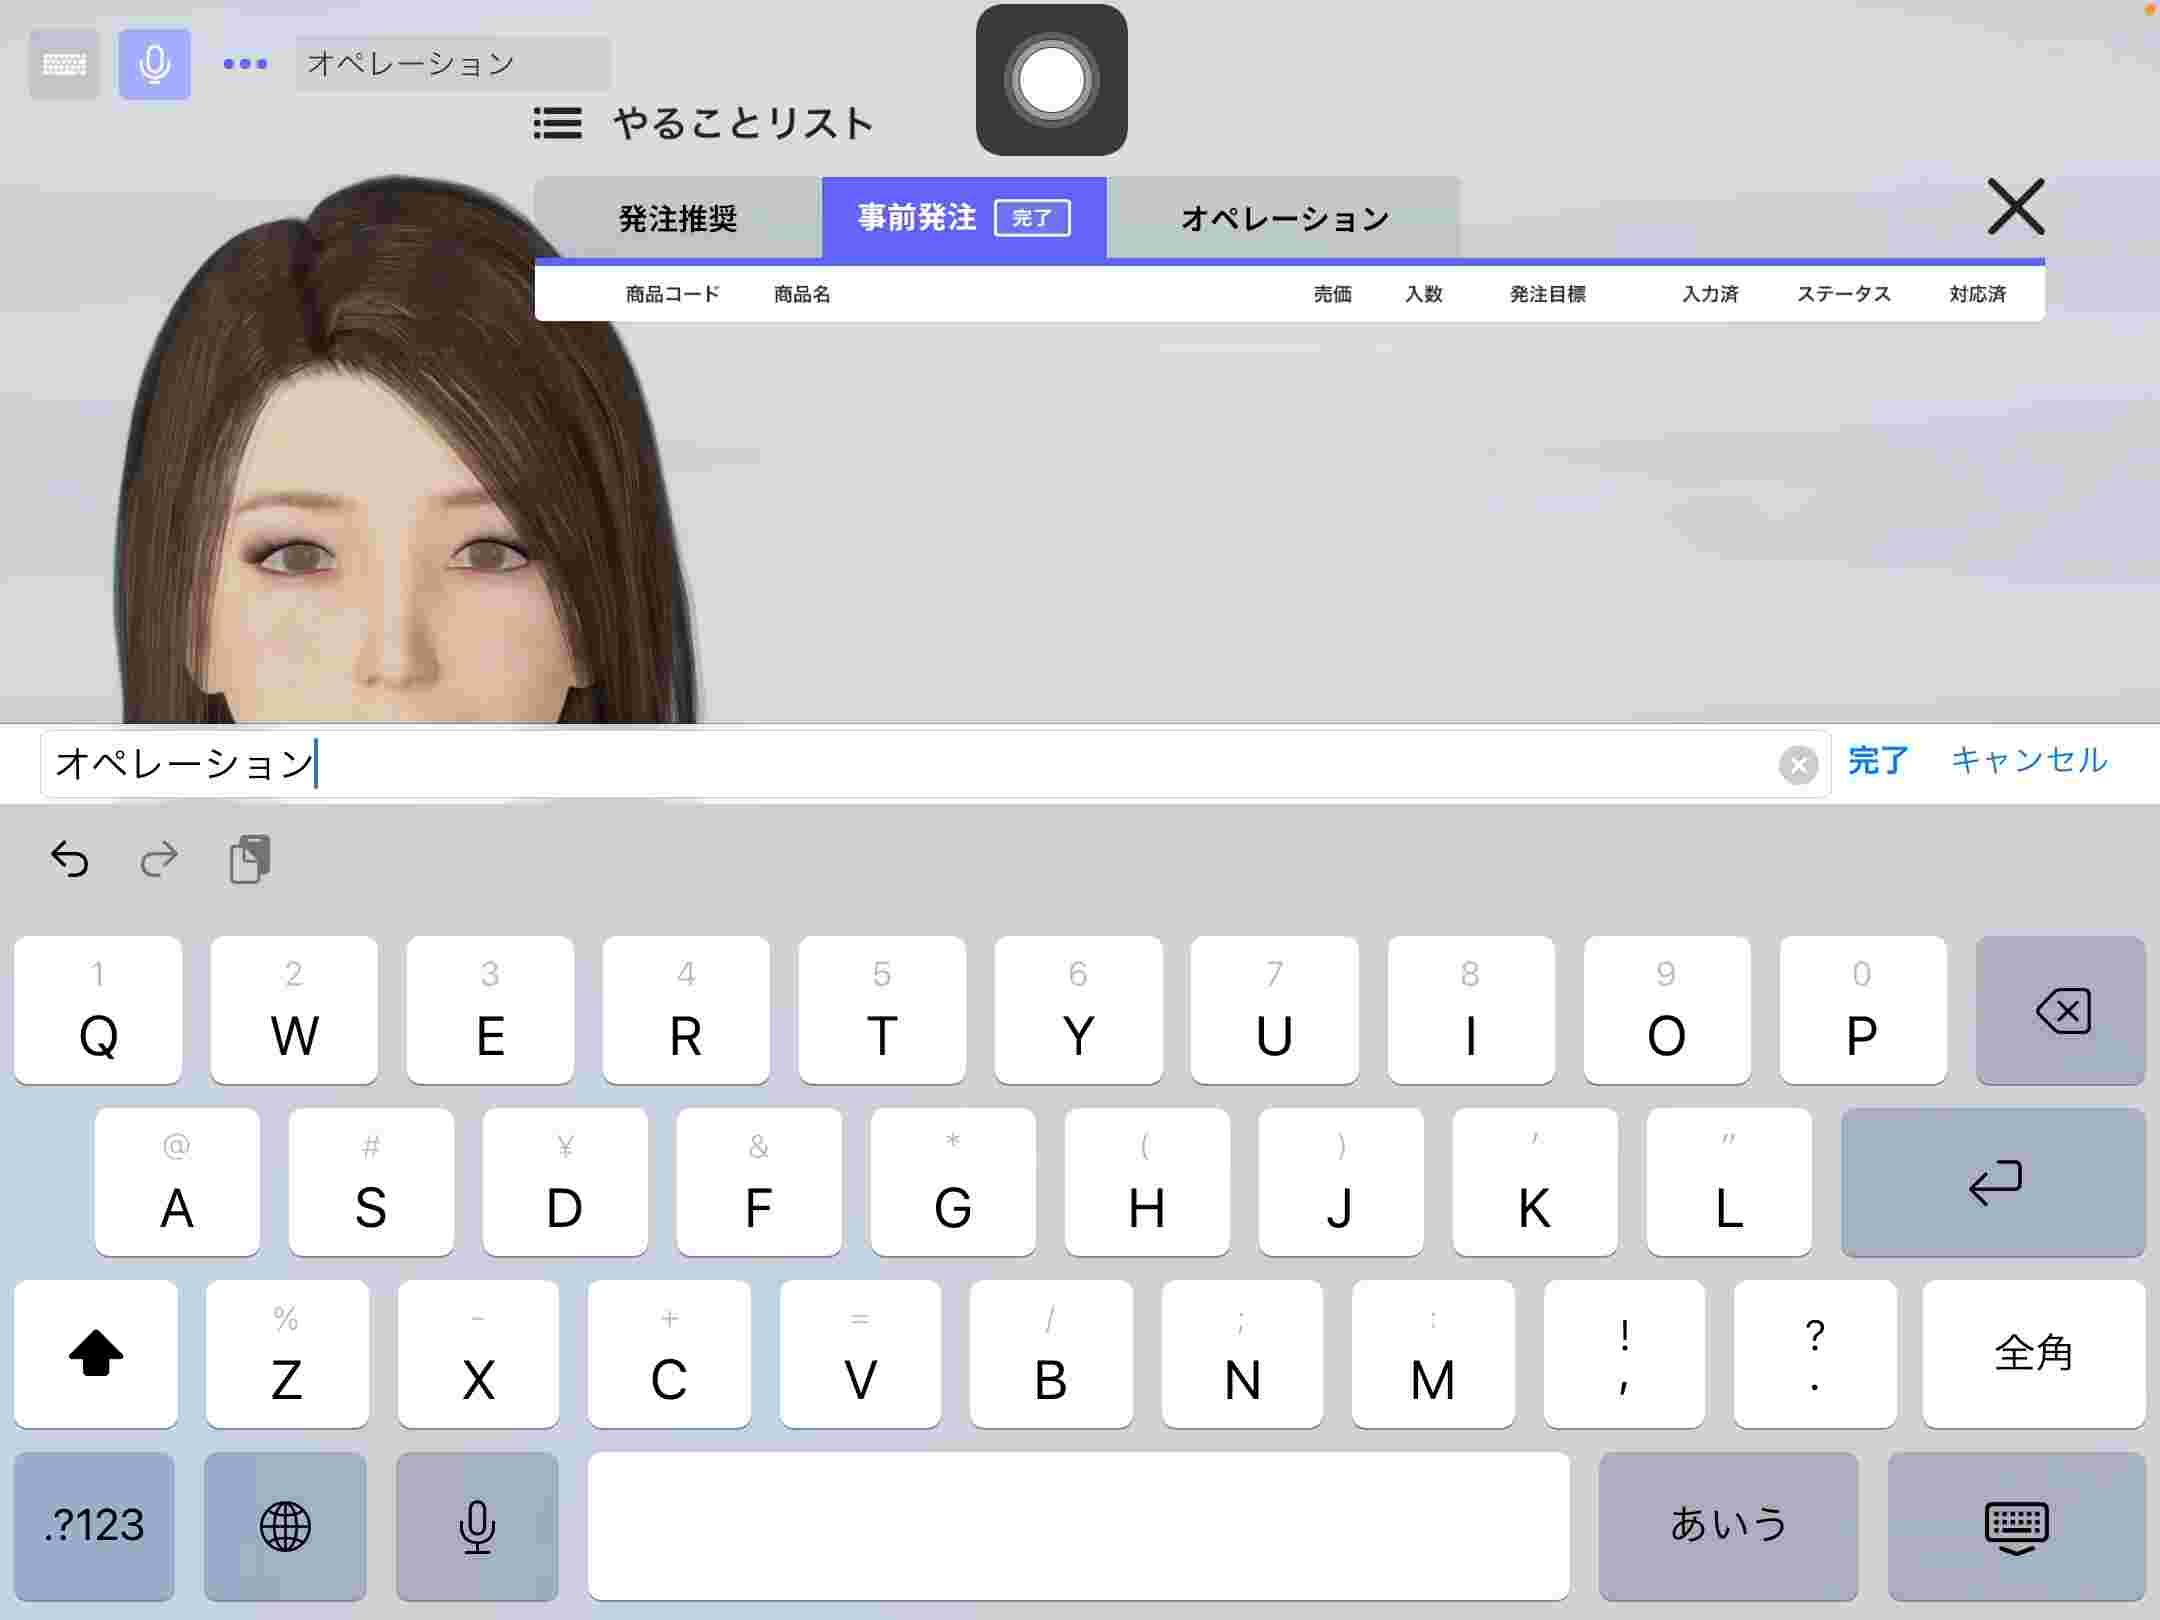 オペレーション
やることリスト
発注推奨 事前発注 完了 オペレーション
商品コード 商品名 売価 入数 発注目標 入力済 ステータス 対応済
オペレーション 完了 キャンセル
1 2 3 4 5 6 7 8 9 0
Q W E R T Y U I O P
@ # ¥ & * ( ) ' "
A S D F G H J K L
% - + = / ; : ! ?
Z X C V B N M , . 全角
.?123 あいう